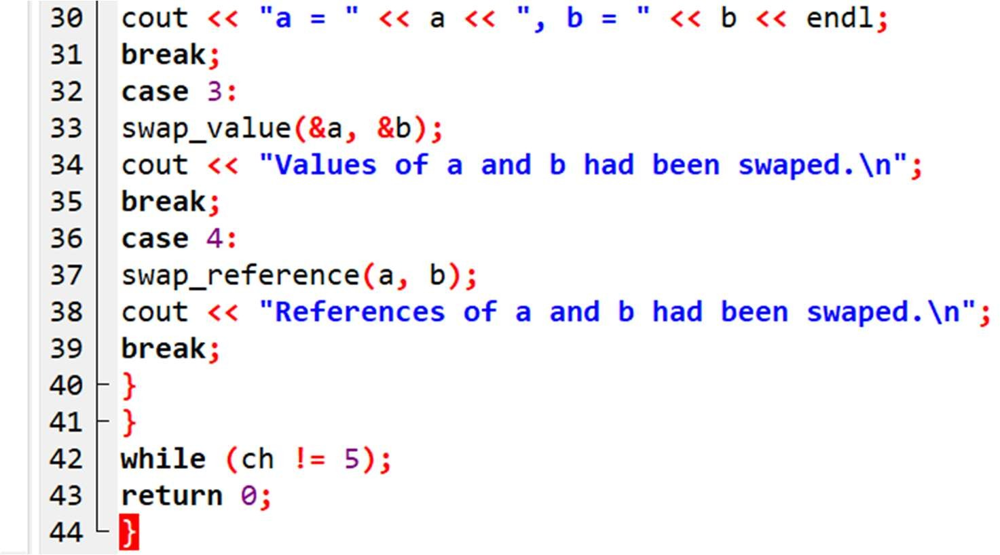 30 cout << "a = " << a << ", b = " << b << endl;
31 break;
32 case 3:
33 swap_value(&a, &b);
34 cout << "Values of a and b had been swaped.\n";
35 break;
36 case 4:
37 swap_reference(a, b);
38 cout << "References of a and b had been swaped.\n";
39 break;
40 }
41 }
42 while (ch != 5);
43 return 0;
44 }